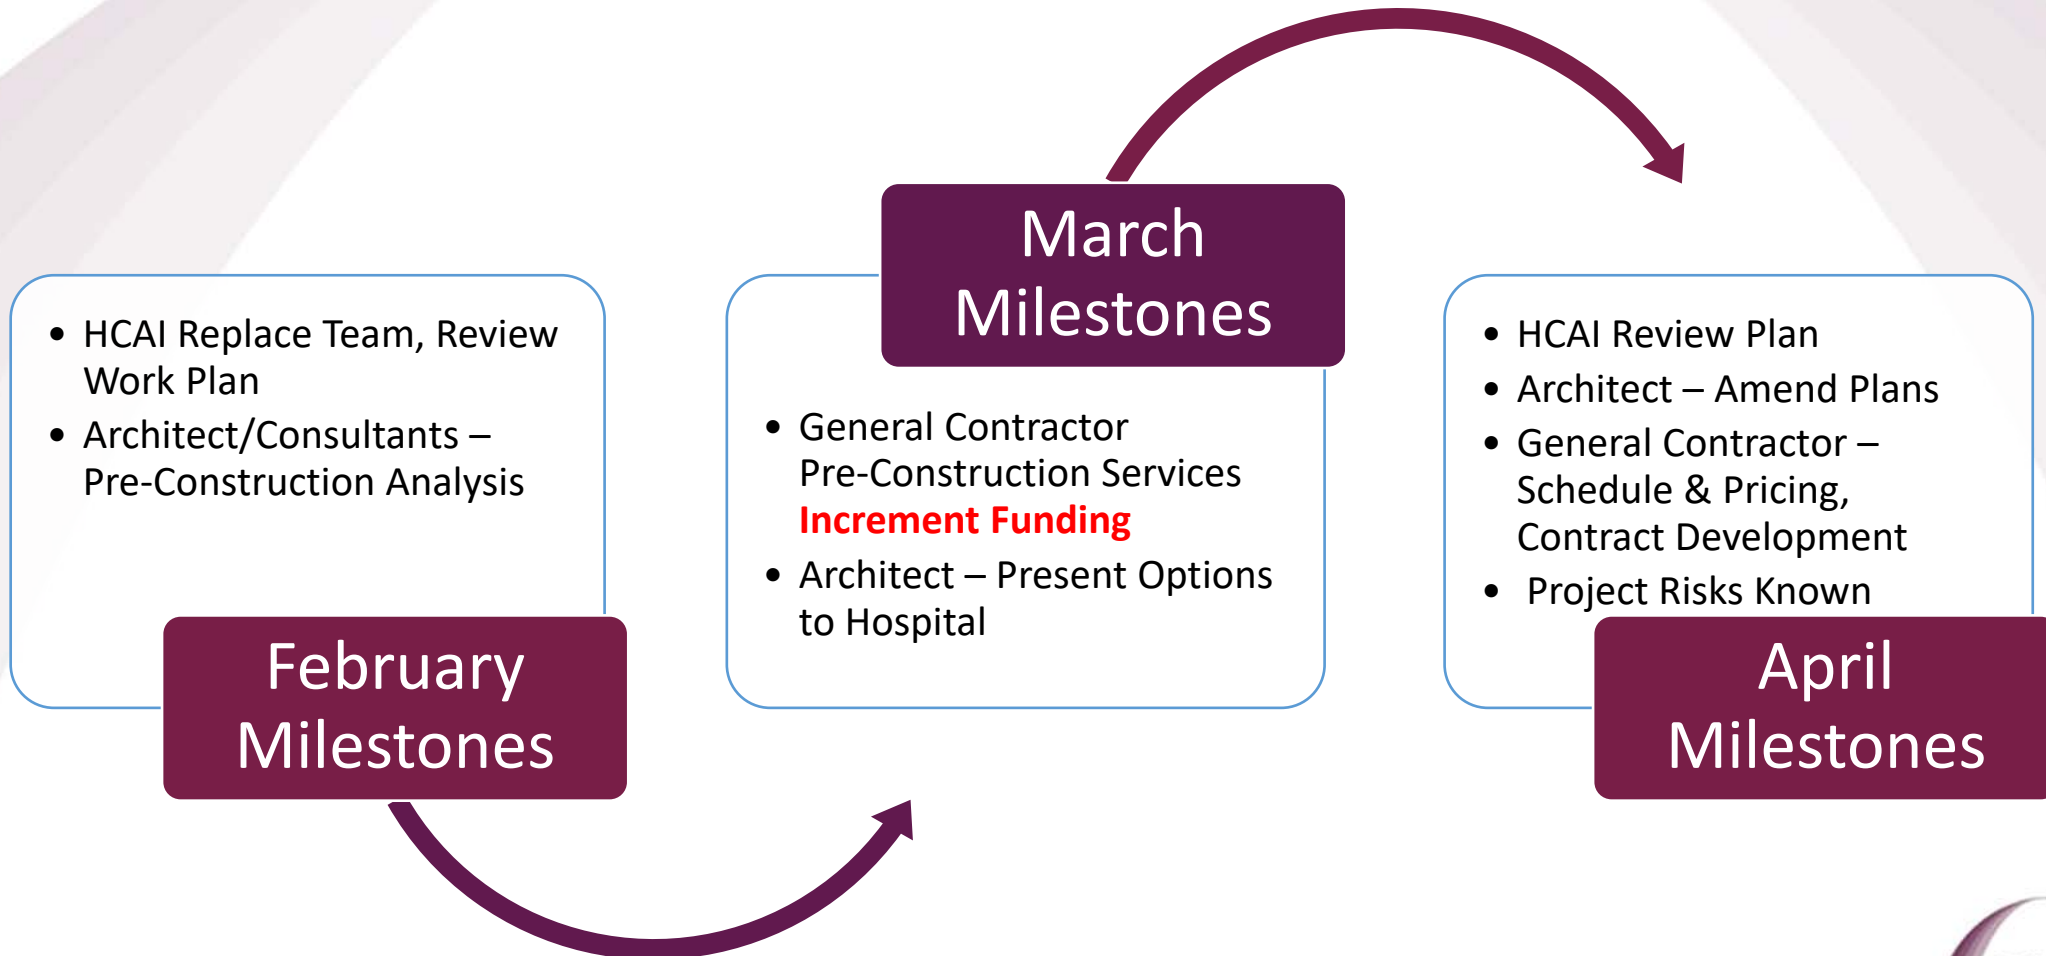 • HCAI Replace Team, Review
Work Plan
• Architect/Consultants –
Pre-Construction Analysis
February
Milestones
March
Milestones
• General Contractor
Pre-Construction Services
Increment Funding
• Architect – Present Options
to Hospital
• HCAI Review Plan
• Architect – Amend Plans
• General Contractor –
Schedule & Pricing,
Contract Development
• Project Risks Known
April
Milestones